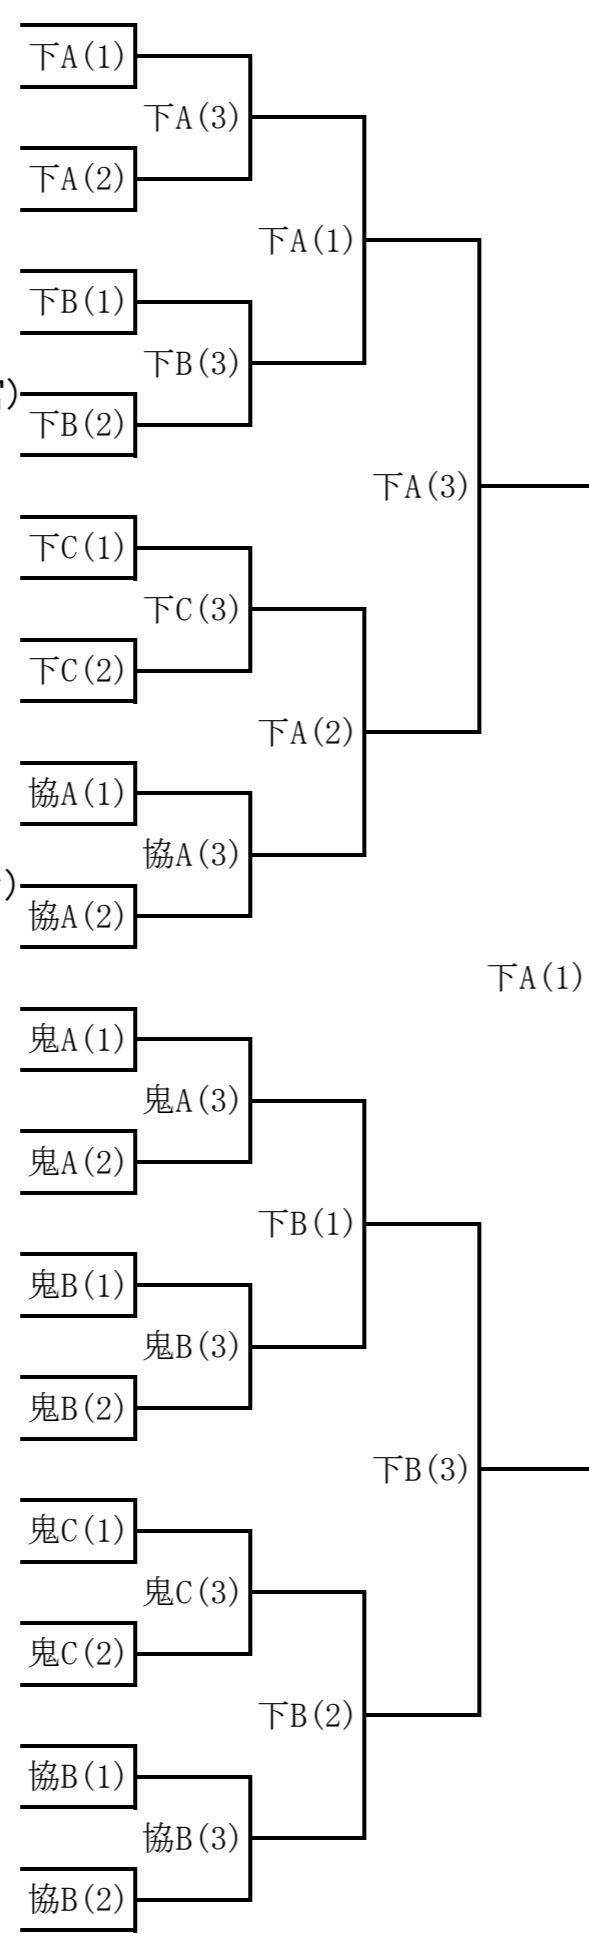 下A(1)
下A(3)
下A(2)
下A(1)
下B(1)
下B(3)
)
下B(2)
下A(3)
下C(1)
下C(3)
下C(2)
下A(2)
協A(1)
協A(3)
)
協A(2)
下A(1)
鬼A(1)
鬼A(3)
鬼A(2)
下B(1)
鬼B(1)
鬼B(3)
鬼B(2)
下B(3)
鬼C(1)
鬼C(3)
鬼C(2)
下B(2)
協B(1)
協B(3)
協B(2)